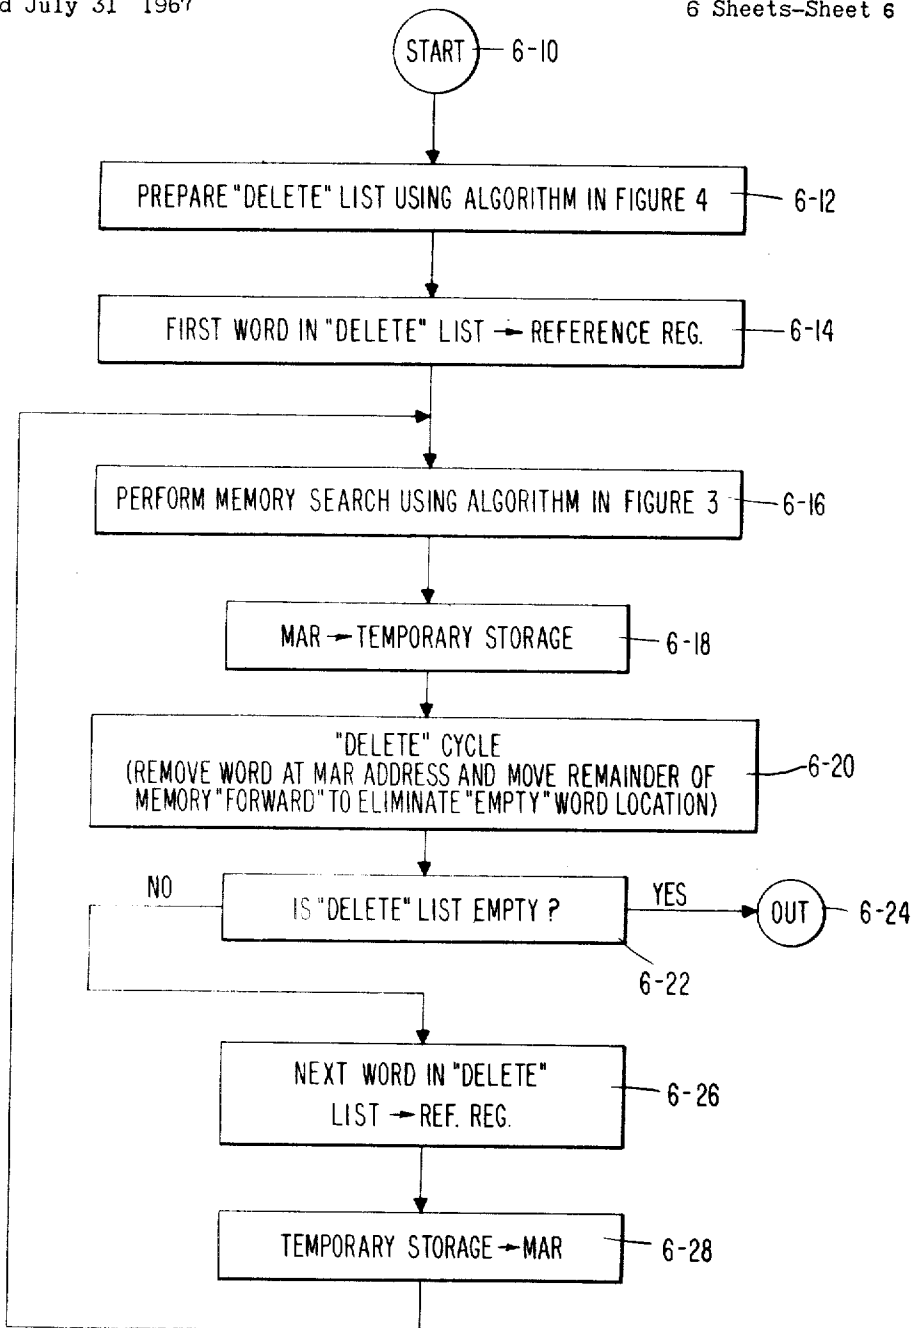 d July 31 1967
6 Sheets-Sheet 6
START
6-10
PREPARE "DELETE" LIST USING ALGORITHM IN FIGURE 4
6-12
FIRST WORD IN "DELETE" LIST → REFERENCE REG.
6-14
PERFORM MEMORY SEARCH USING ALGORITHM IN FIGURE 3
6-16
MAR → TEMPORARY STORAGE
6-18
"DELETE" CYCLE
(REMOVE WORD AT MAR ADDRESS AND MOVE REMAINDER OF
MEMORY "FORWARD" TO ELIMINATE "EMPTY" WORD LOCATION)
6-20
NO
IS "DELETE" LIST EMPTY ?
YES
OUT
6-24
6-22
NEXT WORD IN "DELETE"
LIST → REF. REG.
6-26
TEMPORARY STORAGE → MAR
6-28